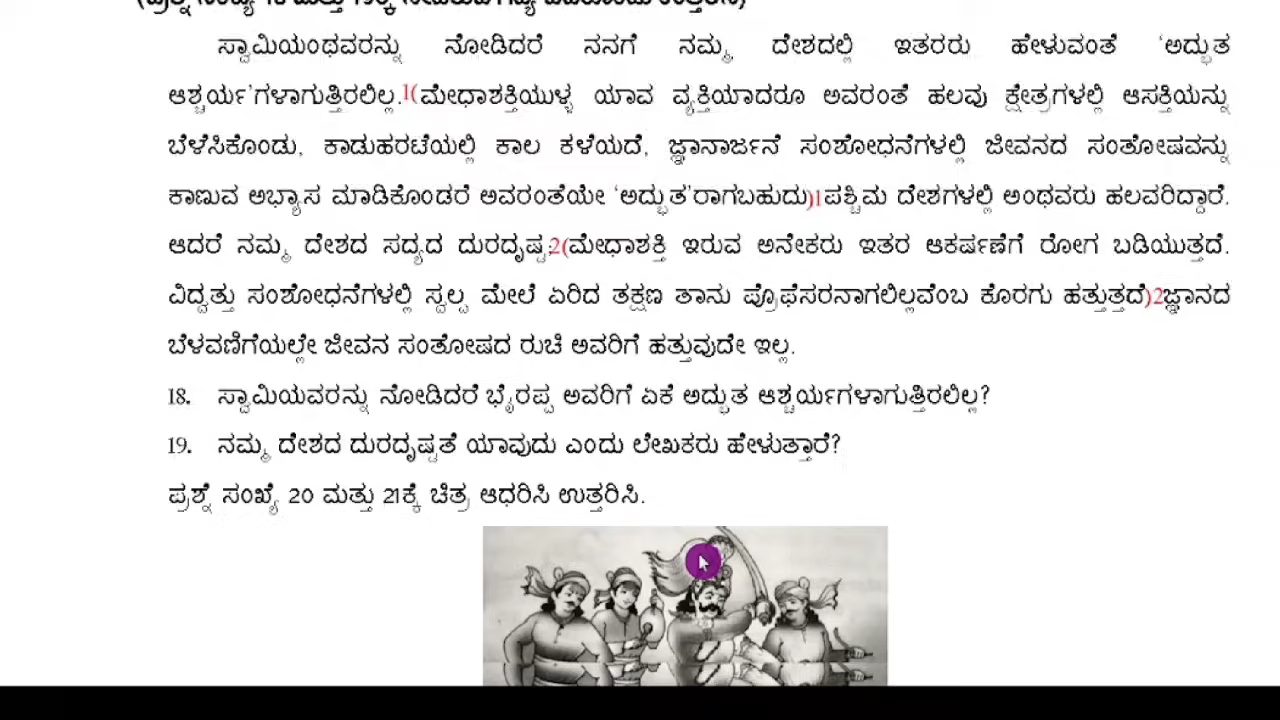 ಸ್ವಾಮಿಯಂಥವರನ್ನು ನೋಡಿದರೆ ನನಗೆ ನಮ್ಮ ದೇಶದಲ್ಲಿ ಇತರರು ಹೇಳುವಂತೆ 'ಅದ್ಭುತ
ಆಶ್ಚರ್ಯ'ಗಳಾಗುತ್ತಿರಲಿಲ್ಲ.1(ಮೇಧಾಶಕ್ತಿಯುಳ್ಳ ಯಾವ ವ್ಯಕ್ತಿಯಾದರೂ ಅವರಂತೆ ಹಲವು ಕ್ಷೇತ್ರಗಳಲ್ಲಿ ಆಸಕ್ತಿಯನ್ನು
ಬೆಳೆಸಿಕೊಂಡು, ಕಾಡುಹರಟೆಯಲ್ಲಿ ಕಾಲ ಕಳೆಯದೆ, ಜ್ಞಾನಾರ್ಜನೆ ಸಂಶೋಧನೆಗಳಲ್ಲಿ ಜೀವನದ ಸಂತೋಷವನ್ನು
ಕಾಣುವ ಅಭ್ಯಾಸ ಮಾಡಿಕೊಂಡರೆ ಅವರಂತೆಯೇ 'ಅದ್ಭುತ'ರಾಗಬಹುದು)1ಪಶ್ಚಿಮ ದೇಶಗಳಲ್ಲಿ ಅಂಥವರು ಹಲವರಿದ್ದಾರೆ.
ಆದರೆ ನಮ್ಮ ದೇಶದ ಸದ್ಯದ ದುರದೃಷ್ಟ:2(ಮೇಧಾಶಕ್ತಿ ಇರುವ ಅನೇಕರು ಇತರ ಆಕರ್ಷಣೆಗೆ ರೋಗ ಬಡಿಯುತ್ತದೆ.
ವಿದ್ವತ್ತು ಸಂಶೋಧನೆಗಳಲ್ಲಿ ಸ್ವಲ್ಪ ಮೇಲೆ ಏರಿದ ತಕ್ಷಣ ತಾನು ಪ್ರೊಫೆಸರನಾಗಲಿಲ್ಲವೆಂಬ ಕೊರಗು ಹತ್ತುತ್ತದೆ)2ಜ್ಞಾನದ
ಬೆಳವಣಿಗೆಯಲ್ಲೇ ಜೀವನ ಸಂತೋಷದ ರುಚಿ ಅವರಿಗೆ ಹತ್ತುವುದೇ ಇಲ್ಲ.
18. ಸ್ವಾಮಿಯವರನ್ನು ನೋಡಿದರೆ ಭೈರಪ್ಪ ಅವರಿಗೆ ಏಕೆ ಅದ್ಭುತ ಆಶ್ಚರ್ಯಗಳಾಗುತ್ತಿರಲಿಲ್ಲ?
19. ನಮ್ಮ ದೇಶದ ದುರದೃಷ್ಟತೆ ಯಾವುದು ಎಂದು ಲೇಖಕರು ಹೇಳುತ್ತಾರೆ?
ಪ್ರಶ್ನೆ ಸಂಖ್ಯೆ 20 ಮತ್ತು 21ಕ್ಕೆ ಚಿತ್ರ ಆಧರಿಸಿ ಉತ್ತರಿಸಿ.